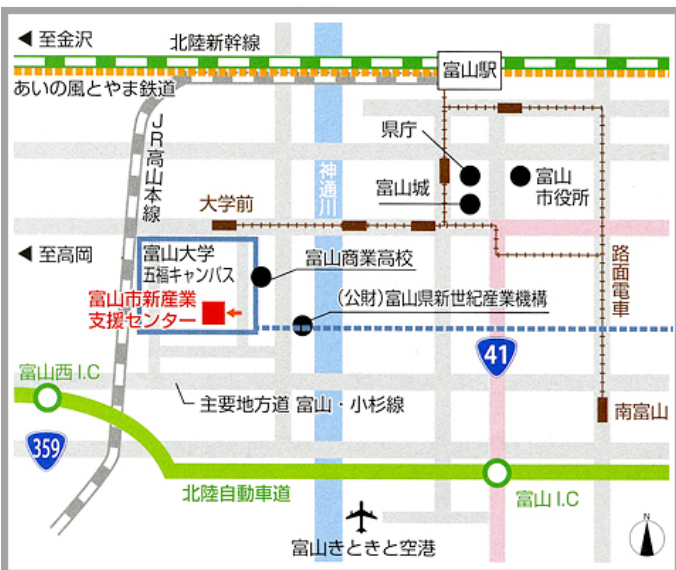 ◀ 至金沢
北陸新幹線
富山駅
あいの風とやま鉄道
JR高山本線
県庁
神通川
富山城
富山
市役所
大学前
◀ 至高岡
富山大学
五福キャンパス
富山商業高校
路面電車
富山市新産業
支援センター
(公財)富山県新世紀産業機構
41
富山西 I.C
主要地方道 富山・小杉線
南富山
359
北陸自動車道
富山 I.C
N
富山きときと空港